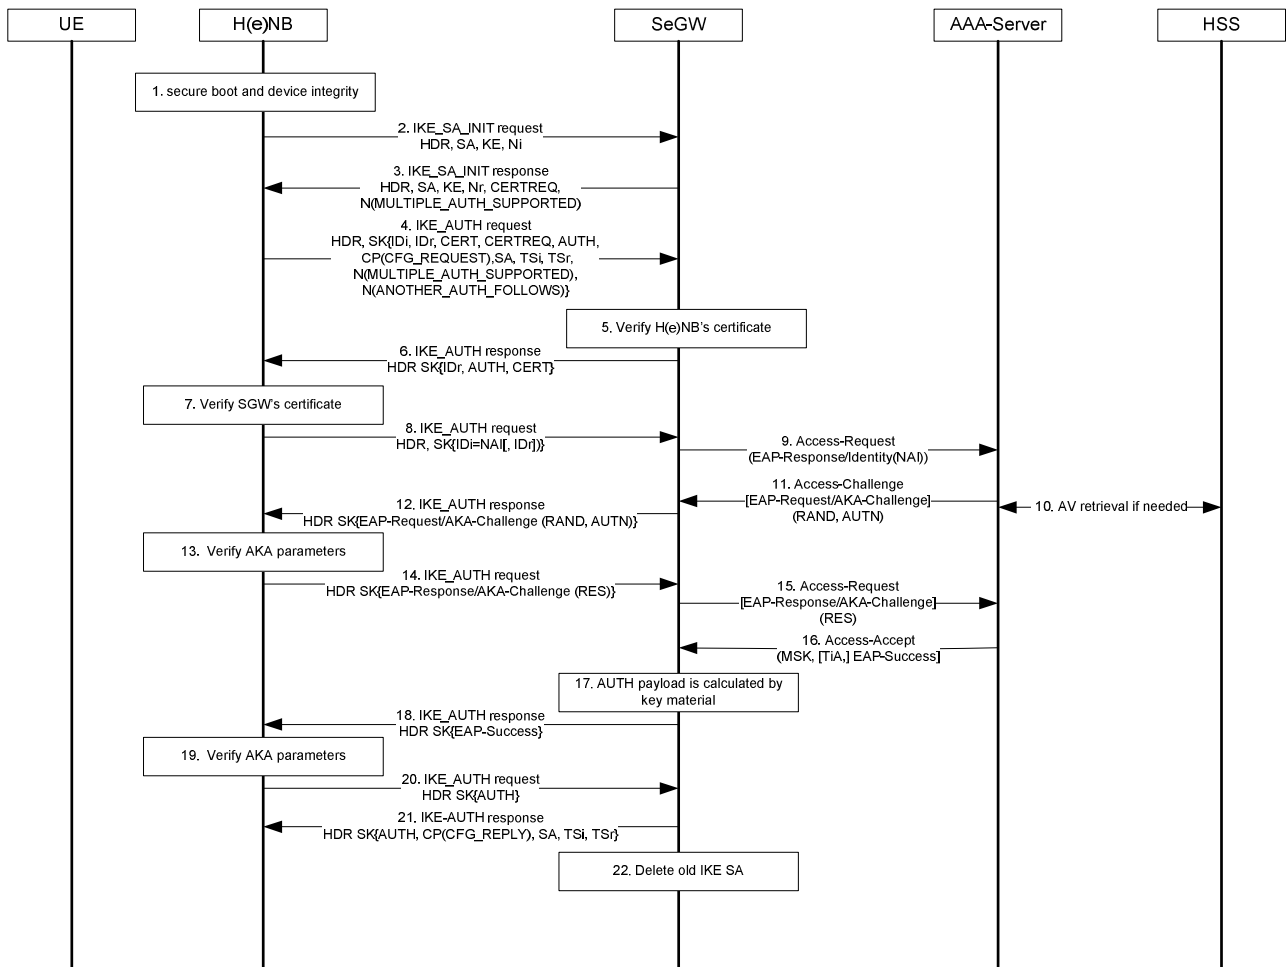 UE
H(e)NB
SeGW
AAA-Server
HSS
1. secure boot and device integrity
2. IKE_SA_INIT request
HDR, SA, KE, Ni
3. IKE_SA_INIT response
HDR, SA, KE, Nr, CERTREQ,
N(MULTIPLE_AUTH_SUPPORTED)
4. IKE_AUTH request
HDR, SK{IDi, IDr, CERT, CERTREQ, AUTH,
CP(CFG_REQUEST),SA, TSi, TSr,
N(MULTIPLE_AUTH_SUPPORTED),
N(ANOTHER_AUTH_FOLLOWS)}
5. Verify H(e)NB's certificate
6. IKE_AUTH response
HDR SK{IDr, AUTH, CERT}
7. Verify SGW's certificate
8. IKE_AUTH request
HDR, SK{IDi=NAI[, IDr])}
9. Access-Request
(EAP-Response/Identity(NAI))
11. Access-Challenge
[EAP-Request/AKA-Challenge]
(RAND, AUTN)
10. AV retrieval if needed
12. IKE_AUTH response
HDR SK{EAP-Request/AKA-Challenge (RAND, AUTN)}
13. Verify AKA parameters
14. IKE_AUTH request
HDR SK{EAP-Response/AKA-Challenge (RES)}
15. Access-Request
[EAP-Response/AKA-Challenge]
(RES)
16. Access-Accept
(MSK, [TiA,] EAP-Success]
17. AUTH payload is calculated by
key material
18. IKE_AUTH response
HDR SK{EAP-Success}
19. Verify AKA parameters
20. IKE_AUTH request
HDR SK{AUTH}
21. IKE-AUTH response
HDR SK{AUTH, CP(CFG_REPLY), SA, TSi, TSr}
22. Delete old IKE SA